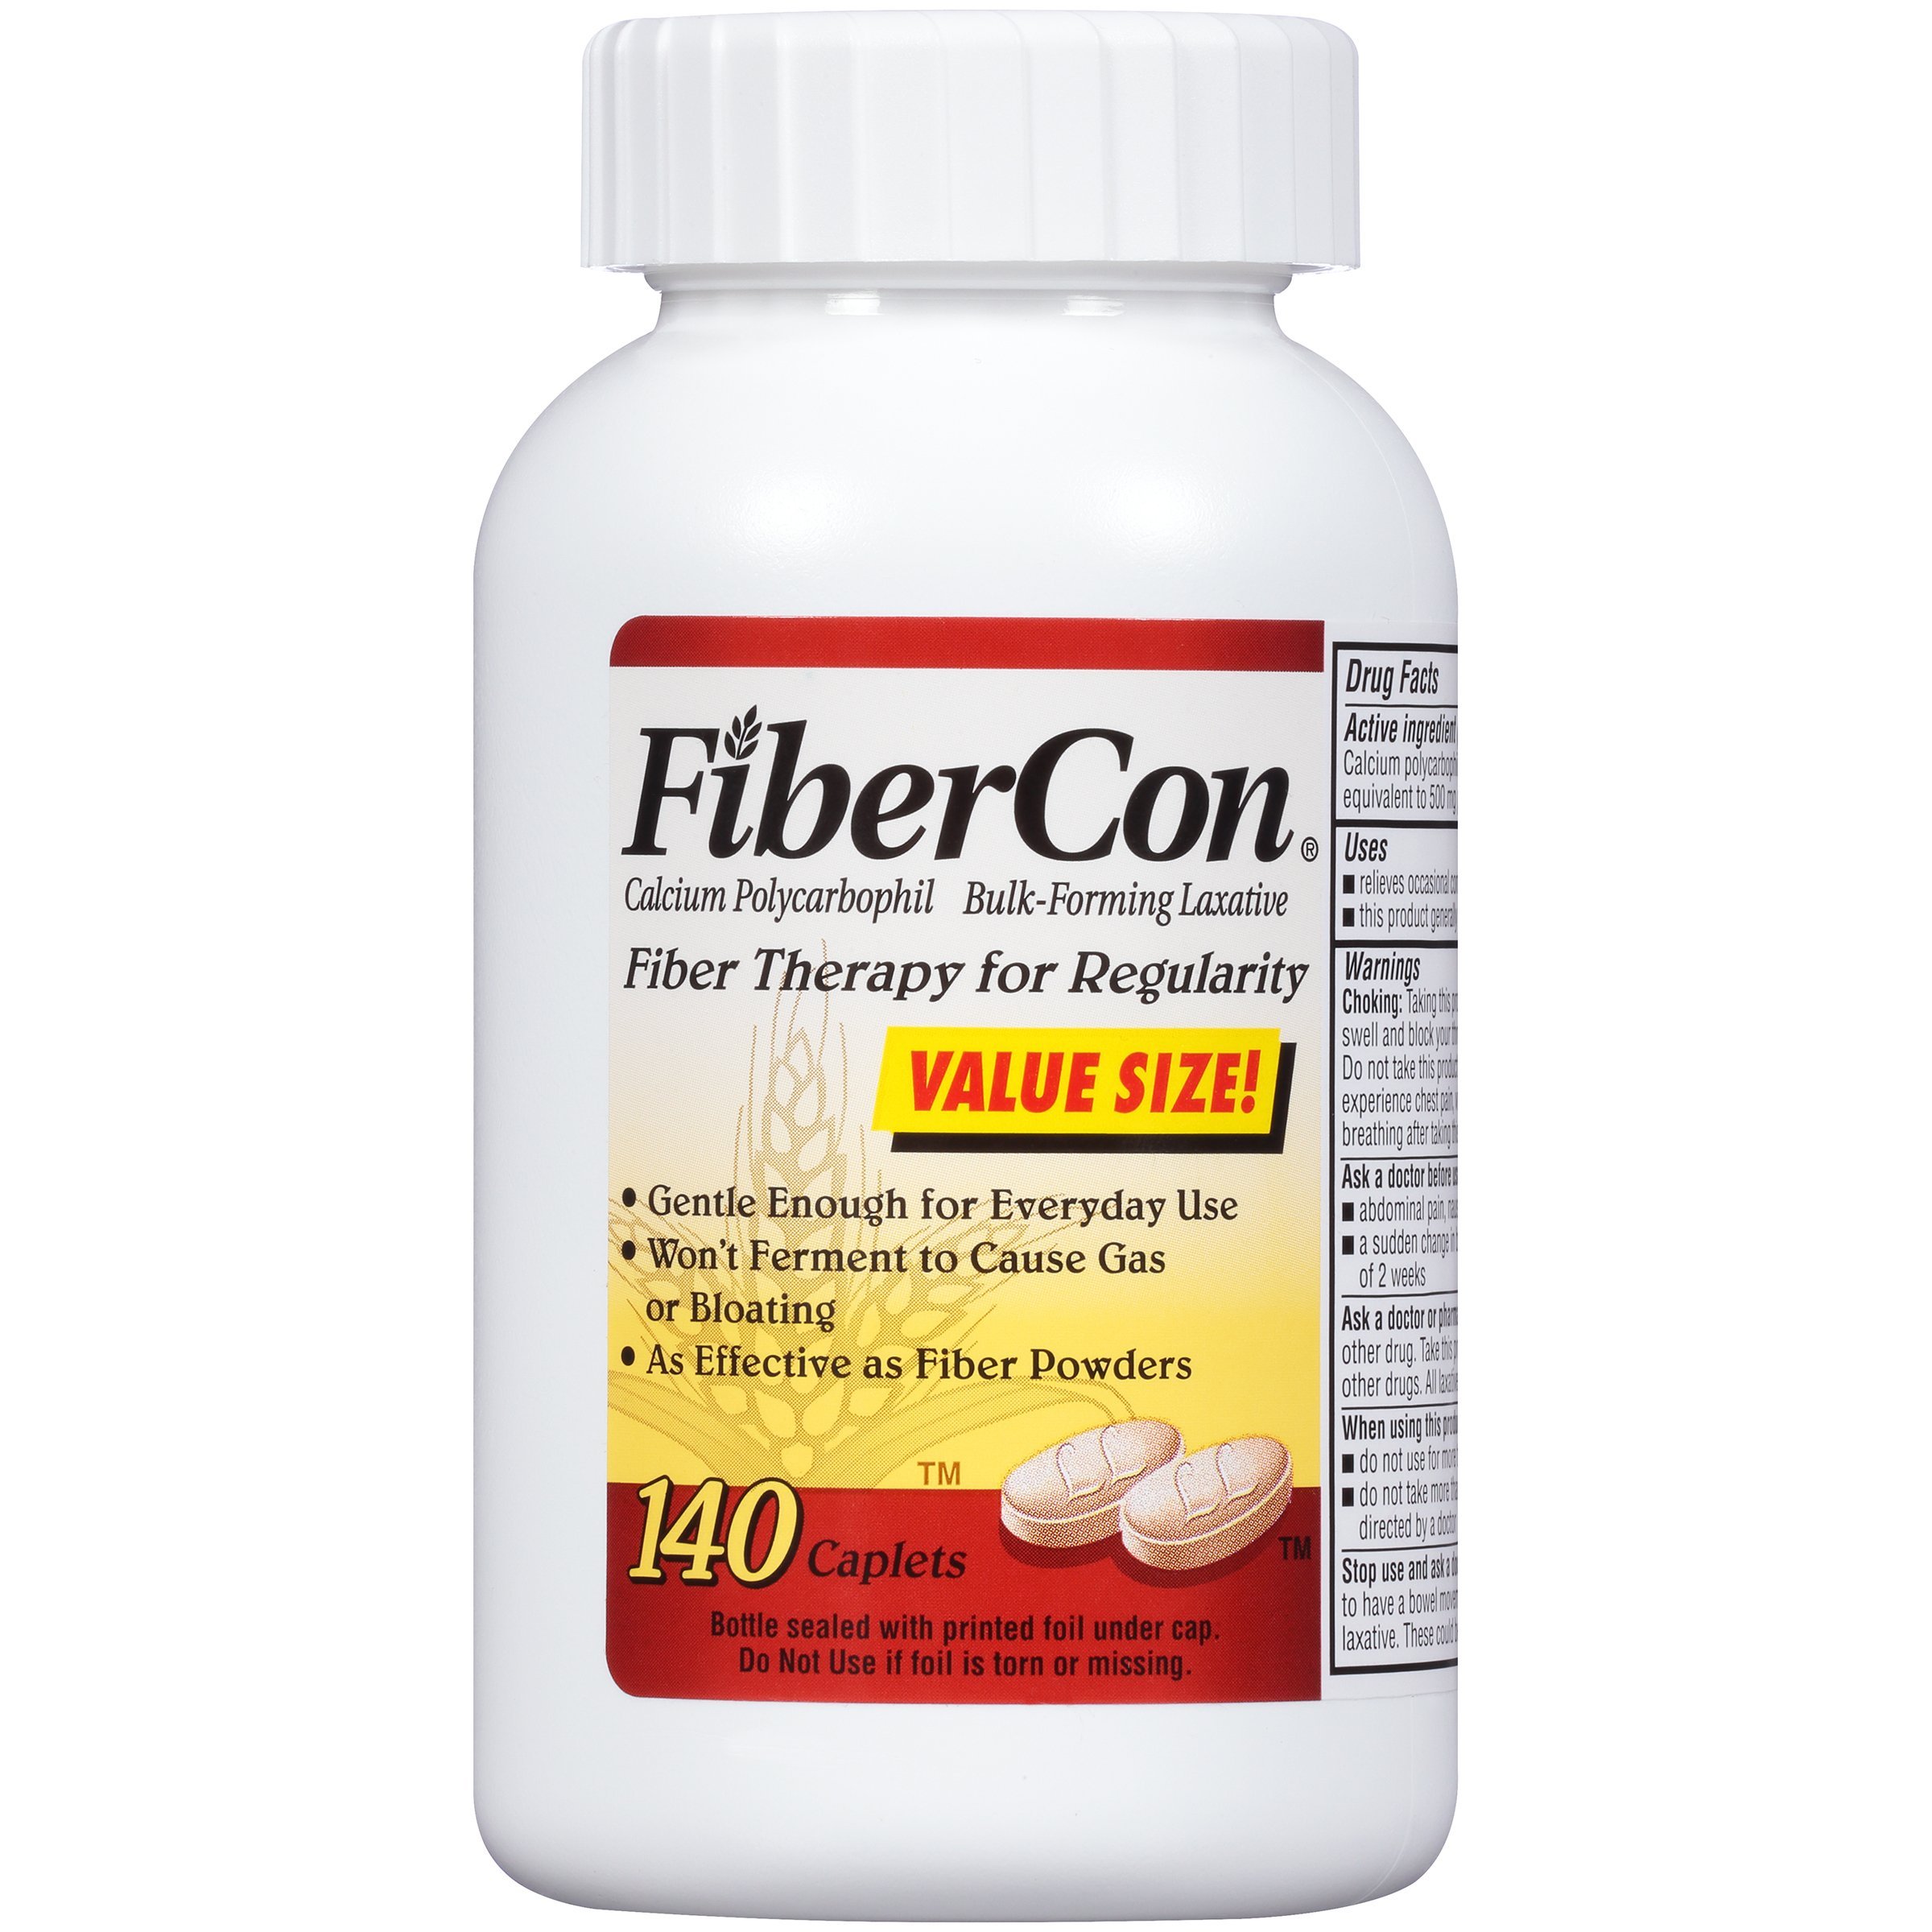 FiberCon®
Calcium Polycarbophil Bulk-Forming Laxative
Fiber Therapy for Regularity
VALUE SIZE!
• Gentle Enough for Everyday Use
• Won't Ferment to Cause Gas
or Bloating
• As Effective as Fiber Powders
TM
140 Caplets
TM
Bottle sealed with printed foil under cap.
Do Not Use if foil is torn or missing.
Drug Facts
Active ingredient
Calcium
equivalent to 500 mg
Uses
■ relieves occasional
■ this product
Warnings
Choking: Taking this
swell and block your
Do not take this
experience chest pain,
breathing after taking
Ask a doctor before
■ abdominal pain,
■ a sudden change in
of 2 weeks
Ask a doctor or
other drug. Take this
other drugs. All
When using this
■ do not use for more
■ do not take more
directed by a doctor
Stop use and ask a
to have a bowel
laxative. These could